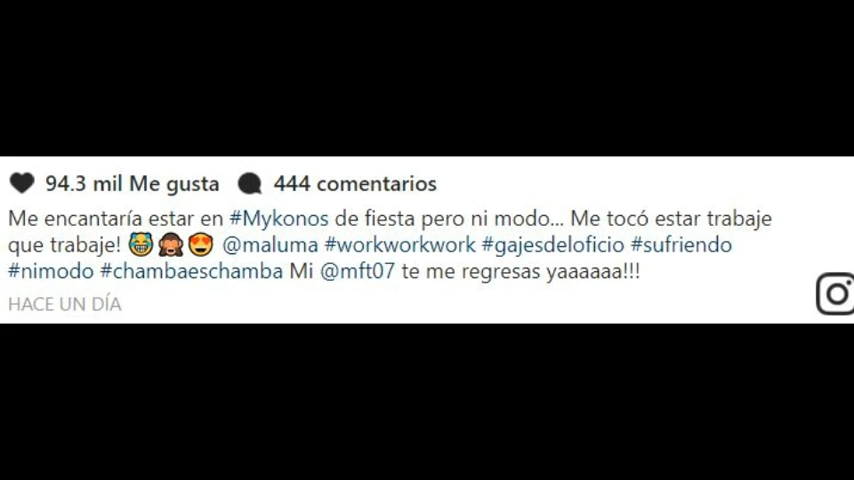 94.3 mil Me gusta 444 comentarios
Me encantaría estar en #Mykonos de fiesta pero ni modo... Me tocó estar trabaje
que trabaje! 😹🙈😍 @maluma #workworkwork #gajesdeloficio #sufriendo
#nimodo #chambaeschamba Mi @mft07 te me regresas yaaaaaa!!!
HACE UN DÍA